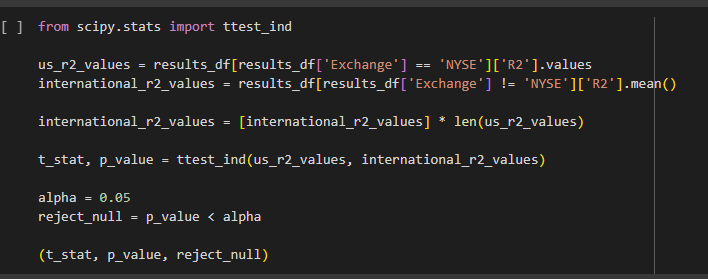 [ ] from scipy.stats import ttest_ind
us_r2_values = results_df[results_df['Exchange'] == 'NYSE']['R2'].values
international_r2_values = results_df[results_df['Exchange'] != 'NYSE']['R2'].mean()
international_r2_values = [international_r2_values] * len(us_r2_values)
t_stat, p_value = ttest_ind(us_r2_values, international_r2_values)
alpha = 0.05
reject_null = p_value < alpha
(t_stat, p_value, reject_null)